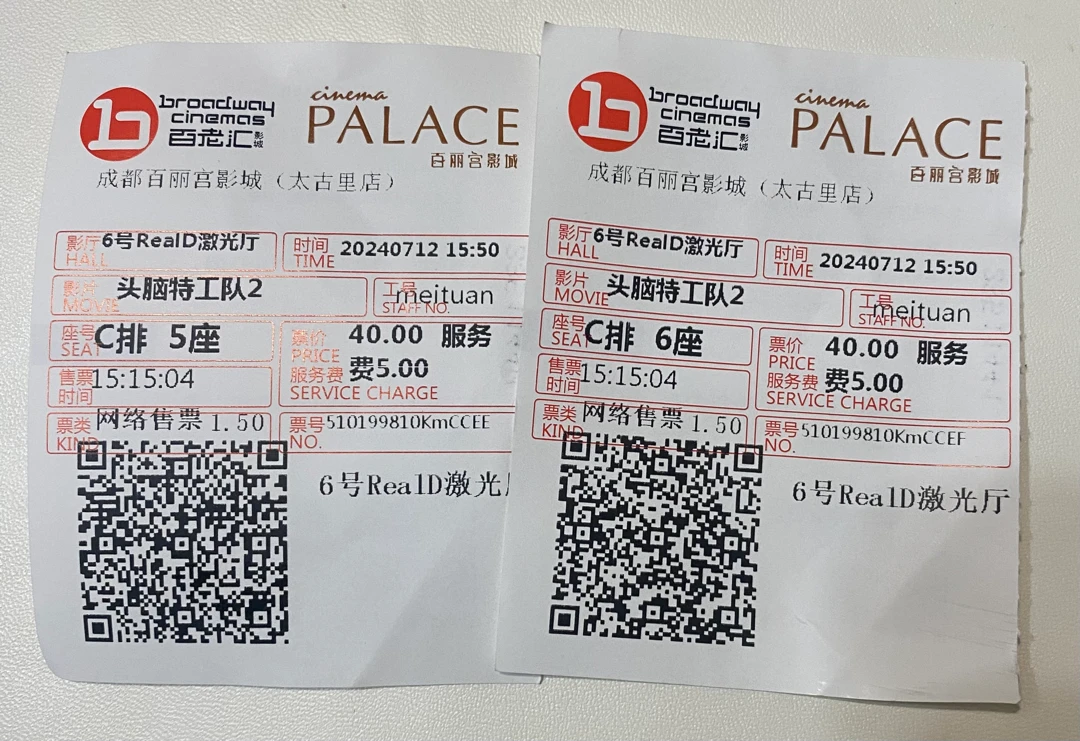 broadway
cinemas
百老汇影城
cinema
PALACE
百丽宫影城
成都百丽宫影城（太古里店）
影厅 HALL 6号RealD激光厅 时间 TIME 20240712 15:50
影片 MOVIE 头脑特工队2 工号 STAFF NO. meituan
座号 SEAT C排 5座 票价 PRICE 40.00 服务
服务费 费5.00
SERVICE CHARGE
售票时间 15:15:04
票类 KIND 网络售票 1.50 票号 NO. 510199810KmCCEE
6号RealD激光
broadway
cinemas
百老汇影城
cinema
PALACE
百丽宫影城
成都百丽宫影城（太古里店）
影厅 HALL 6号RealD激光厅 时间 TIME 20240712 15:50
影片 MOVIE 头脑特工队2 工号 STAFF NO. meituan
座号 SEAT C排 6座 票价 PRICE 40.00 服务
服务费 费5.00
SERVICE CHARGE
售票时间 15:15:04
票类 KIND 网络售票 1.50 票号 NO. 510199810KmCCEF
6号RealD激光厅